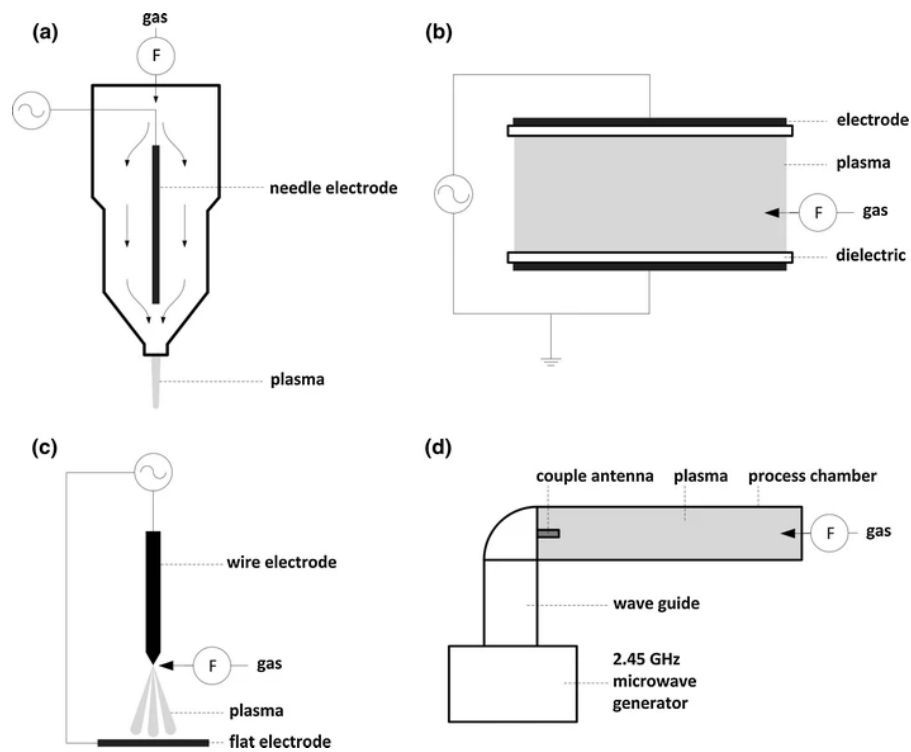 (a)
gas
F
needle electrode
plasma
(b)
electrode
plasma
F
gas
dielectric
(c)
wire electrode
F
gas
plasma
flat electrode
(d)
couple antenna
plasma
process chamber
F
gas
wave guide
2.45 GHz
microwave
generator